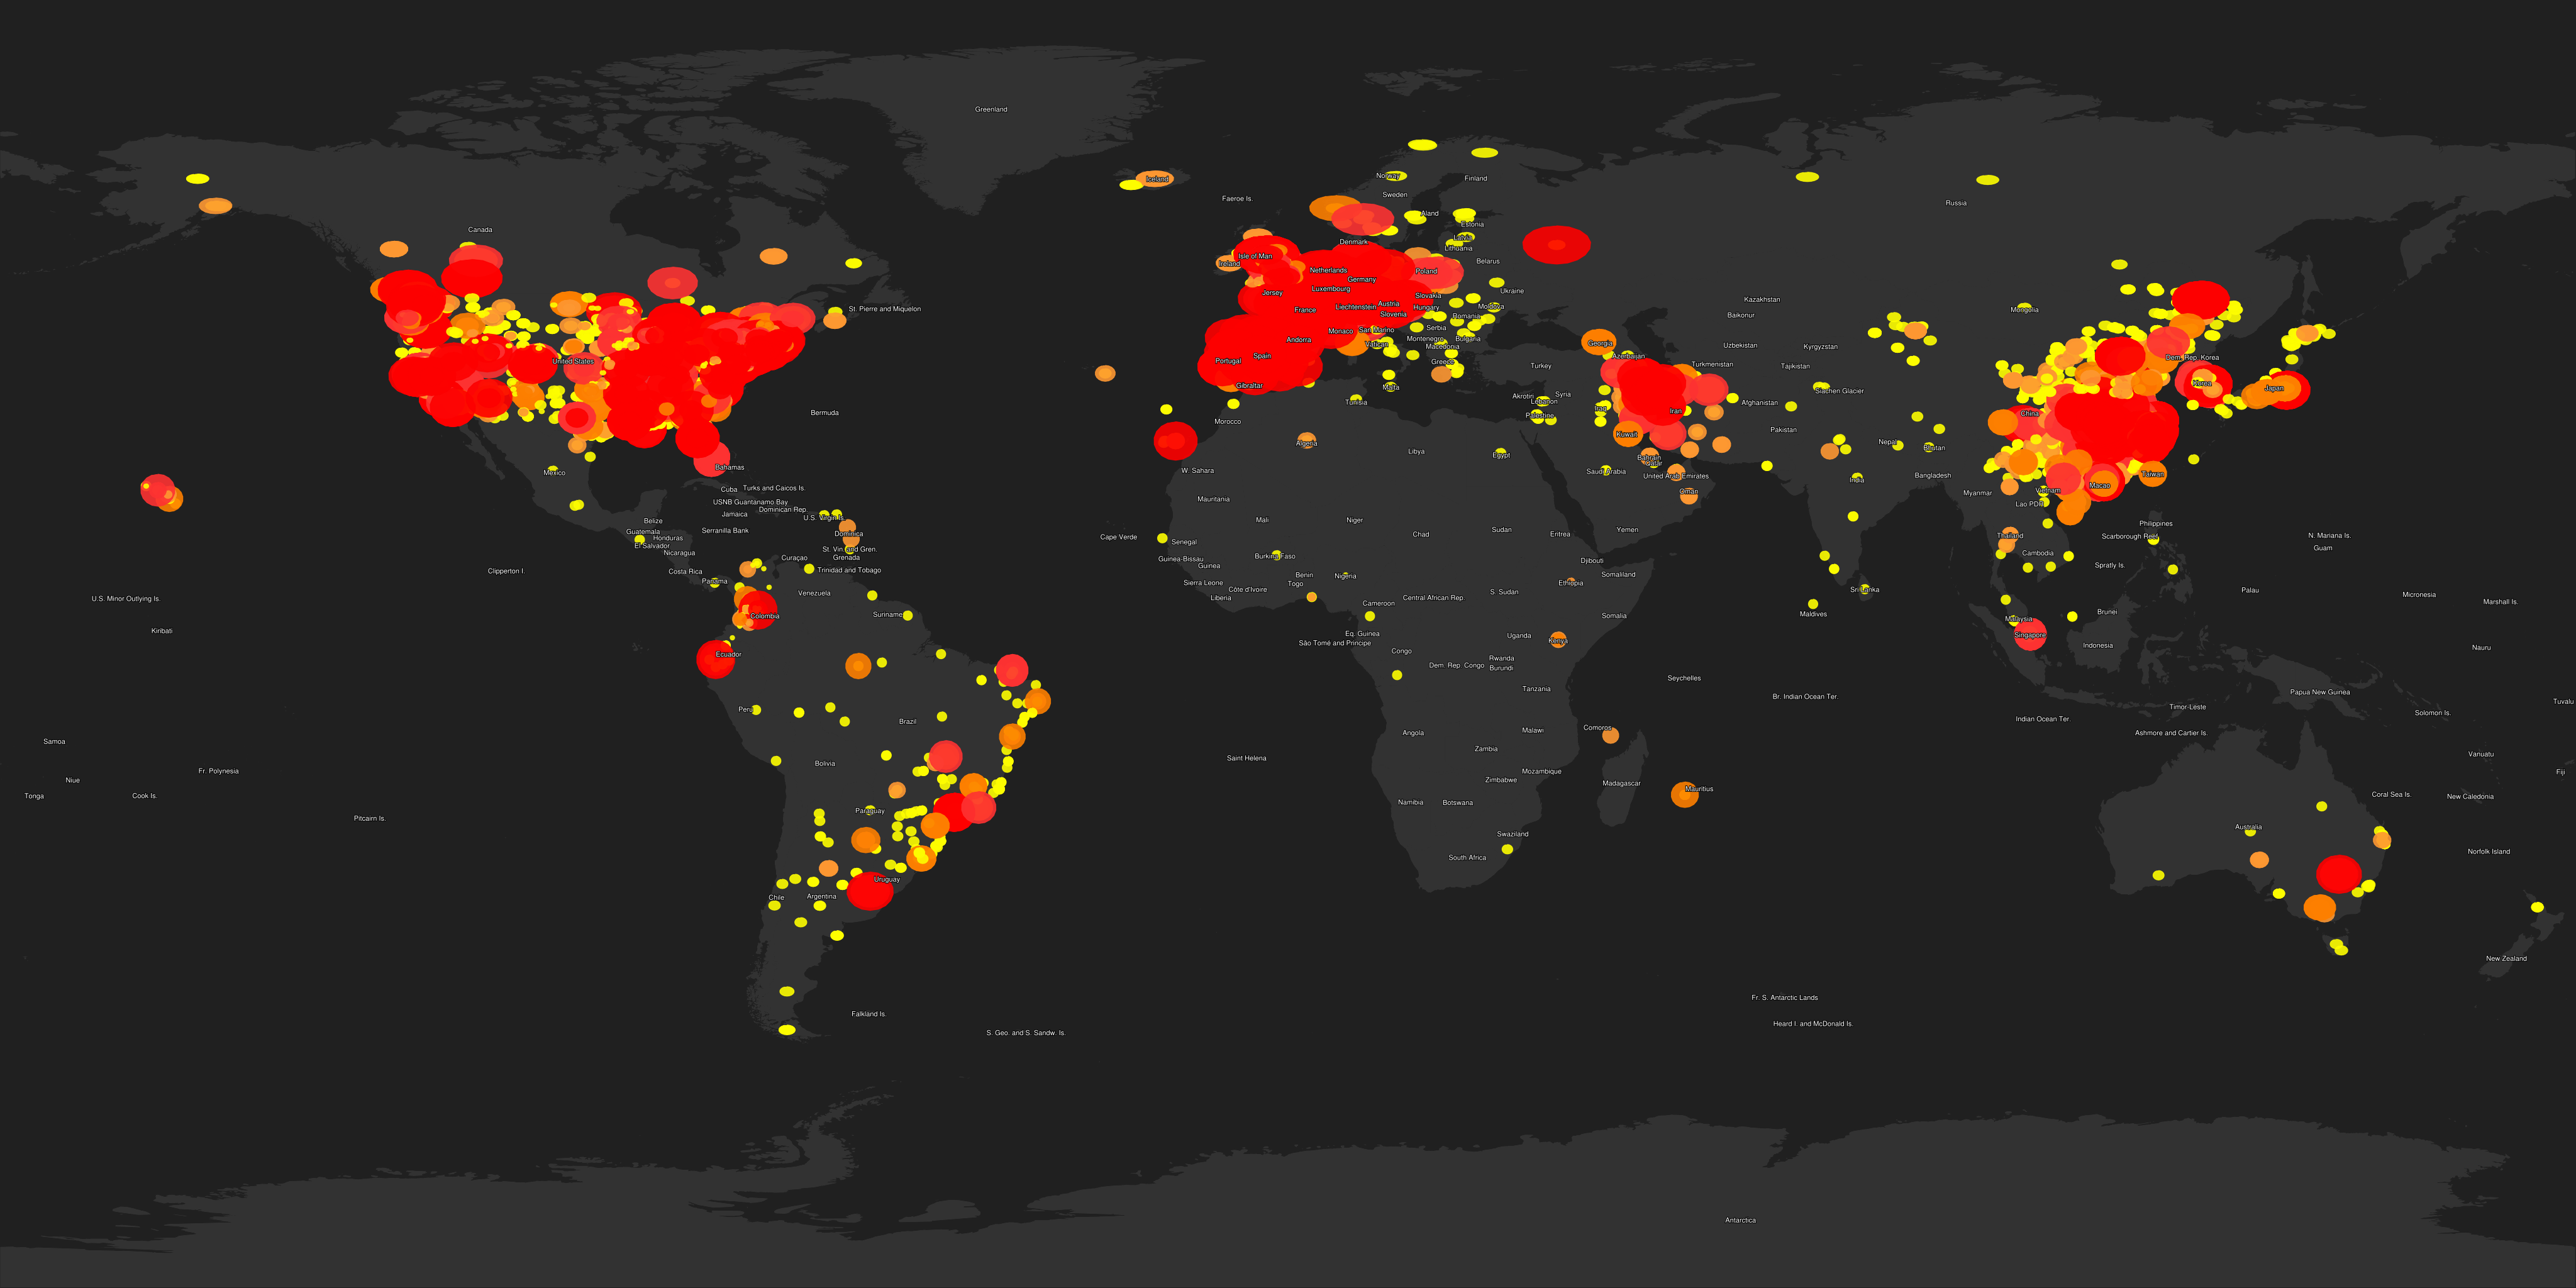 Greenland
Iceland
Norway
Finland
Sweden
Faeroe Is.
Russia
Canada
Aland
Estonia
Latvia
Lithuania
Denmark
Isle of Man
Ireland
Belarus
Netherlands
Poland
Germany
Luxembourg
Jersey
Ukraine
Slovakia
Kazakhstan
St. Pierre and Miquelon
France
Liechtenstein
Austria
Hungary
Moldova
Mongolia
Slovenia
Romania
Baikonur
Monaco
San Marino
Serbia
Andorra
Vatican
Montenegro
Bulgaria
Macedonia
Georgia
Uzbekistan
Kyrgyzstan
United States
Portugal
Spain
Azerbaijan
Dem. Rep. Korea
Greece
Turkey
Turkmenistan
Tajikistan
Gibraltar
Malta
Korea
Japan
Siachen Glacier
Tunisia
Akrotiri
Syria
Lebanon
Afghanistan
Bermuda
Morocco
Palestine
Iraq
Iran
China
Algeria
Kuwait
Pakistan
Nepal
Bhutan
Libya
Egypt
Bahamas
Mexico
W. Sahara
Saudi Arabia
Bahrain
Qatar
United Arab Emirates
India
Bangladesh
Taiwan
Cuba
Turks and Caicos Is.
Oman
Myanmar
Vietnam
Macao
USNB Guantanamo Bay
Dominican Rep.
Jamaica
U.S. Virgin Is.
Mauritania
Lao PDR
Belize
Guatemala
Honduras
El Salvador
Nicaragua
Serranilla Bank
Dominica
Cape Verde
Senegal
Mali
Niger
Chad
Sudan
Eritrea
Yemen
Thailand
Philippines
Scarborough Reef
N. Mariana Is.
Guam
St. Vin. and Gren.
Grenada
Curaçao
Trinidad and Tobago
Clipperton I.
Costa Rica
Panama
Venezuela
Guinea-Bissau
Guinea
Burkina Faso
Benin
Togo
Nigeria
Djibouti
Somaliland
Ethiopia
Cambodia
Spratly Is.
Sierra Leone
Liberia
Côte d'Ivoire
Cameroon
Central African Rep.
S. Sudan
Sri Lanka
Maldives
Palau
Micronesia
Marshall Is.
U.S. Minor Outlying Is.
Kiribati
Suriname
Colombia
Ecuador
Eq. Guinea
São Tomé and Principe
Congo
Uganda
Kenya
Somalia
Malaysia
Singapore
Brunei
Indonesia
Nauru
Dem. Rep. Congo
Rwanda
Burundi
Tanzania
Seychelles
Br. Indian Ocean Ter.
Papua New Guinea
Tuvalu
Peru
Brazil
Angola
Malawi
Comoros
Indian Ocean Ter.
Timor-Leste
Solomon Is.
Ashmore and Cartier Is.
Samoa
Niue
Fr. Polynesia
Bolivia
Saint Helena
Zambia
Mozambique
Zimbabwe
Madagascar
Mauritius
Vanuatu
Fiji
Tonga
Cook Is.
Pitcairn Is.
Paraguay
Namibia
Botswana
Coral Sea Is.
New Caledonia
Swaziland
South Africa
Australia
Norfolk Island
Uruguay
Chile
Argentina
New Zealand
Falkland Is.
S. Geo. and S. Sandw. Is.
Fr. S. Antarctic Lands
Heard I. and McDonald Is.
Antarctica